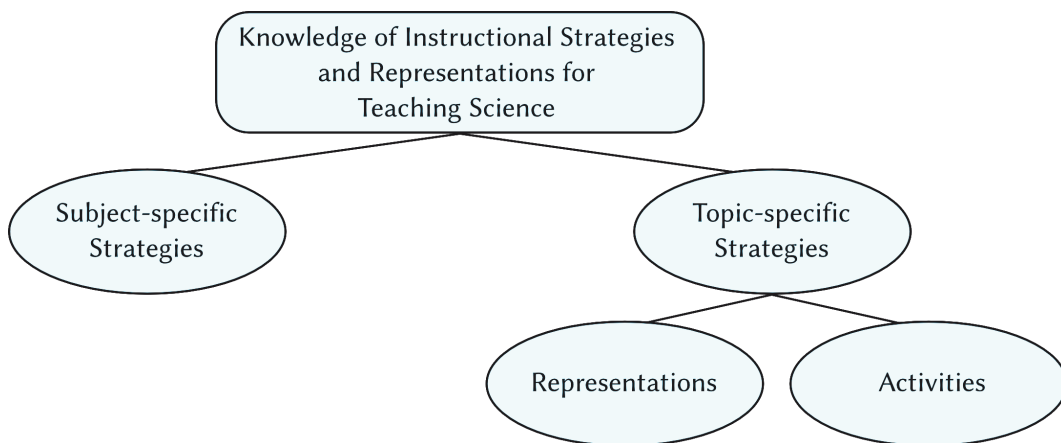 Knowledge of Instructional Strategies
and Representations for
Teaching Science
Subject-specific
Strategies
Topic-specific
Strategies
Representations
Activities